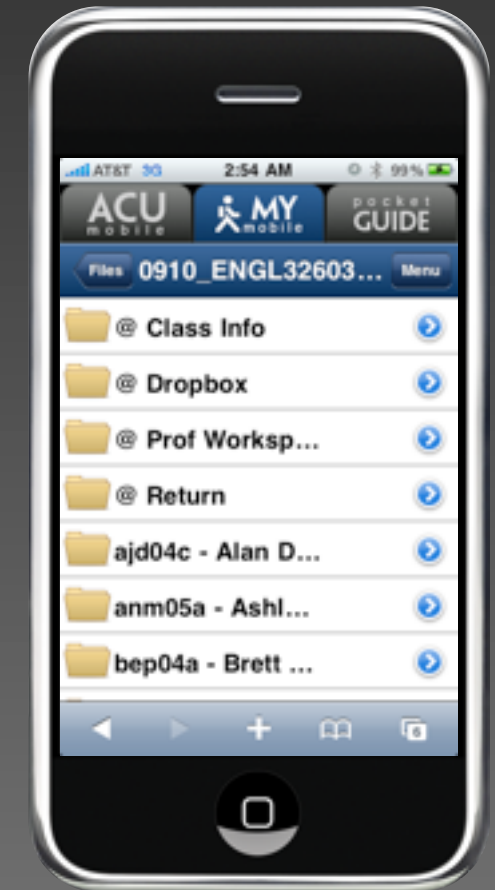 AT&T 3G 2:54 AM 99%
ACU MY pocket
mobile mobile GUIDE
Files 0910_ENGL32603... Menu
@ Class Info
@ Dropbox
@ Prof Worksp...
@ Return
ajd04c - Alan D...
anm05a - Ashl...
bep04a - Brett ...
6